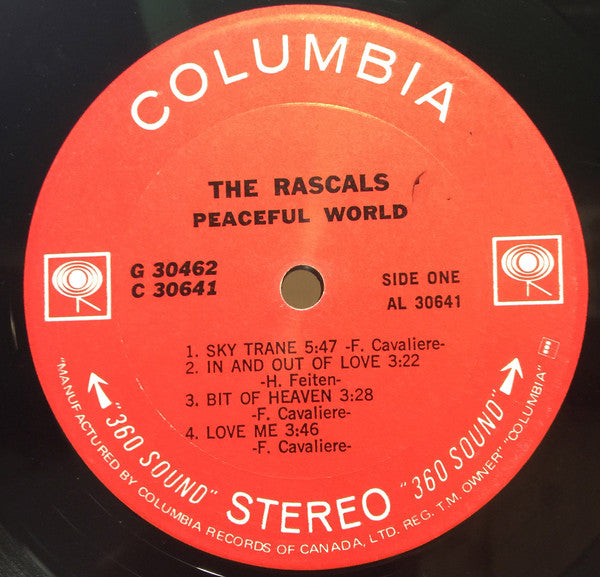 COLUMBIA
THE RASCALS
PEACEFUL WORLD
G 30462
C 30641
SIDE ONE
AL 30641
1. SKY TRANE 5:47 -F. Cavaliere-
2. IN AND OUT OF LOVE 3:22
-H. Feiten-
3. BIT OF HEAVEN 3:28
-F. Cavaliere-
4. LOVE ME 3:46
-F. Cavaliere-
"360 SOUND" STEREO "360 SOUND"
"MANUFACTURED BY COLUMBIA RECORDS OF CANADA, LTD. REG. T.M. OWNER" "COLUMBIA"